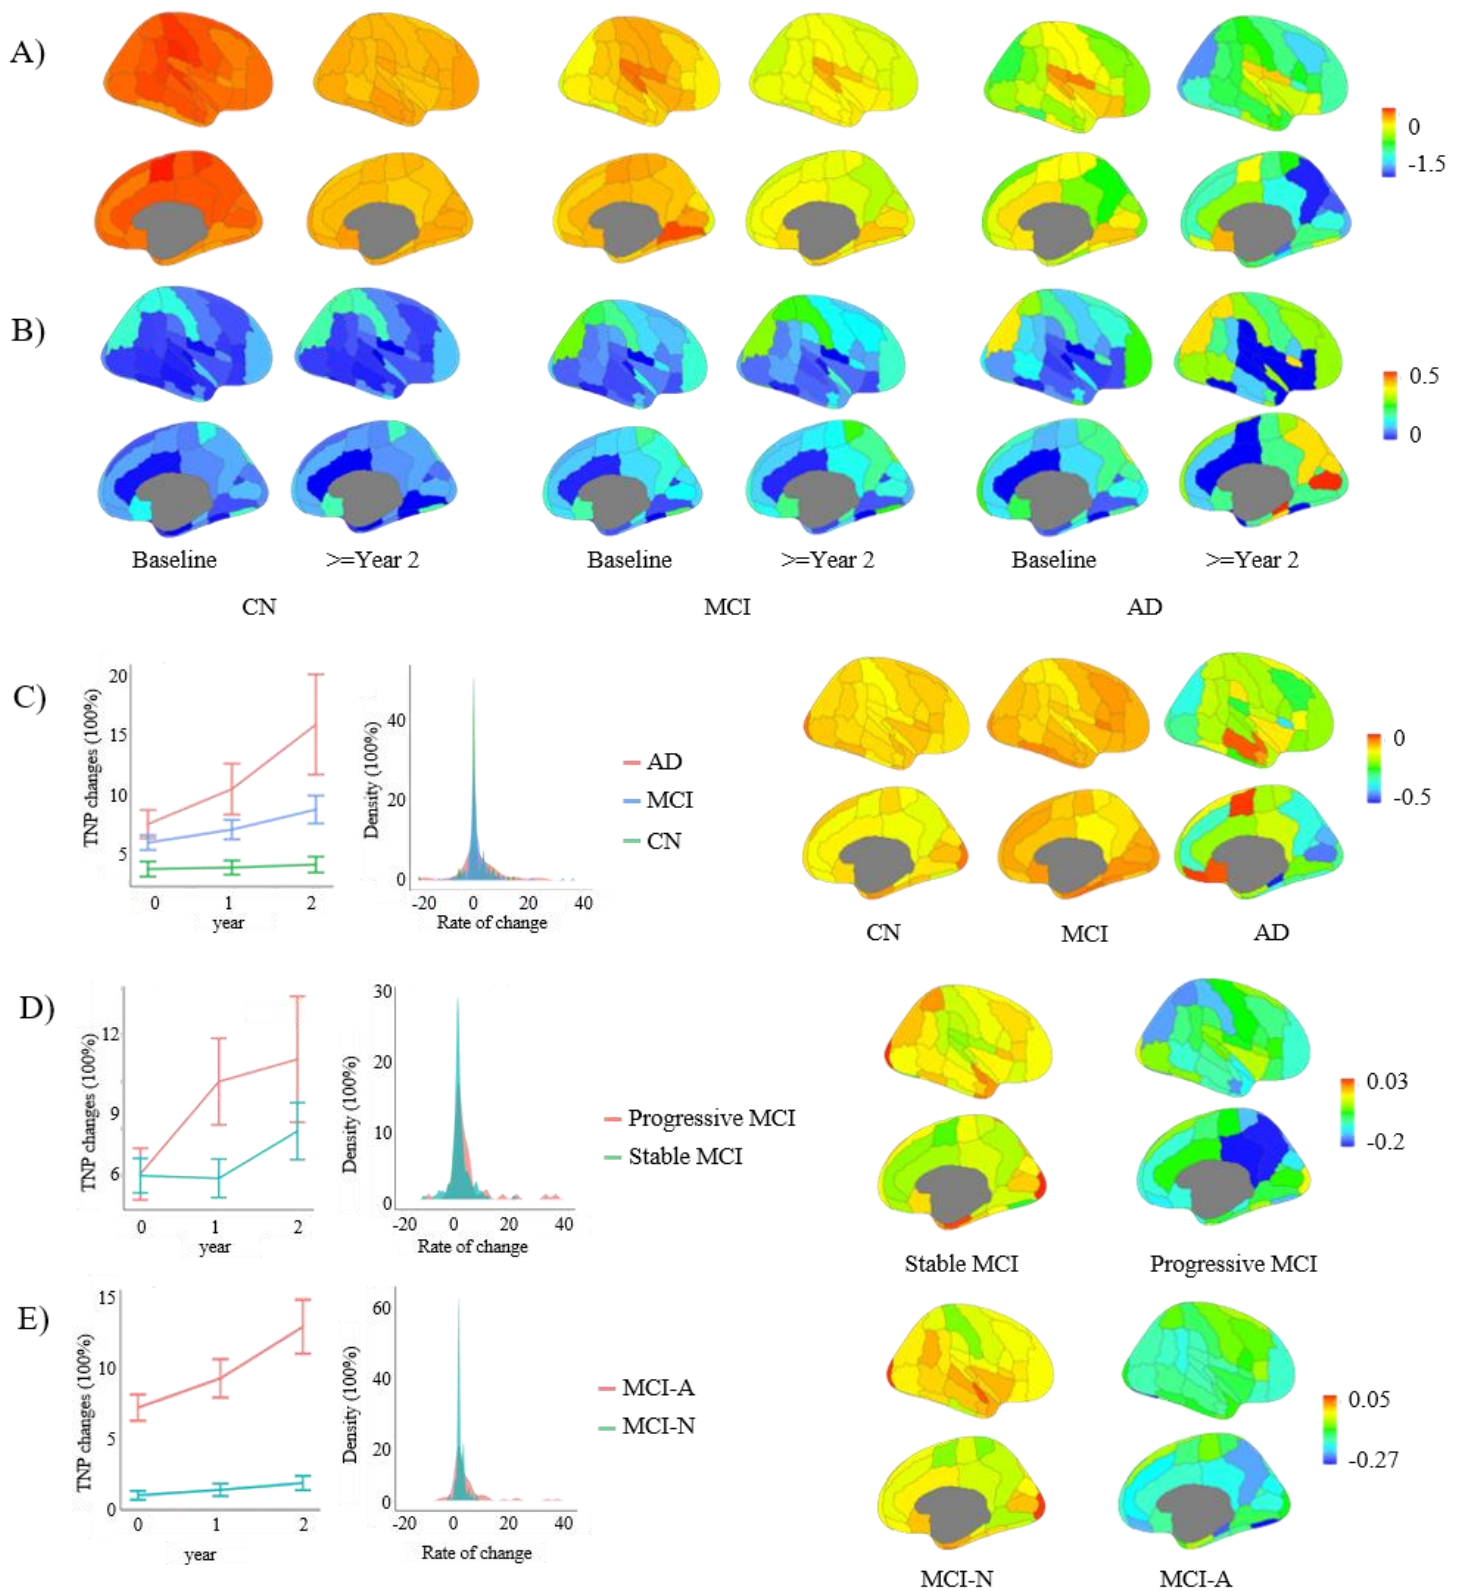 A)
0
-1.5
B)
0.5
0
Baseline >=Year 2 Baseline >=Year 2 Baseline >=Year 2
CN MCI AD
C)
TNP changes (100%)
20
15
10
5
0 1 2
year
Density (100%)
40
20
0
-20 0 20 40
Rate of change
AD
MCI
CN
0
-0.5
CN MCI AD
D)
TNP changes (100%)
12
9
6
0 1 2
year
Density (100%)
30
20
10
0
-20 0 20 40
Rate of change
Progressive MCI
Stable MCI
0.03
-0.2
Stable MCI Progressive MCI
E)
TNP changes (100%)
15
10
5
0
0 1 2
year
Density (100%)
60
40
20
0
-20 0 20 40
Rate of change
MCI-A
MCI-N
0.05
-0.27
MCI-N MCI-A